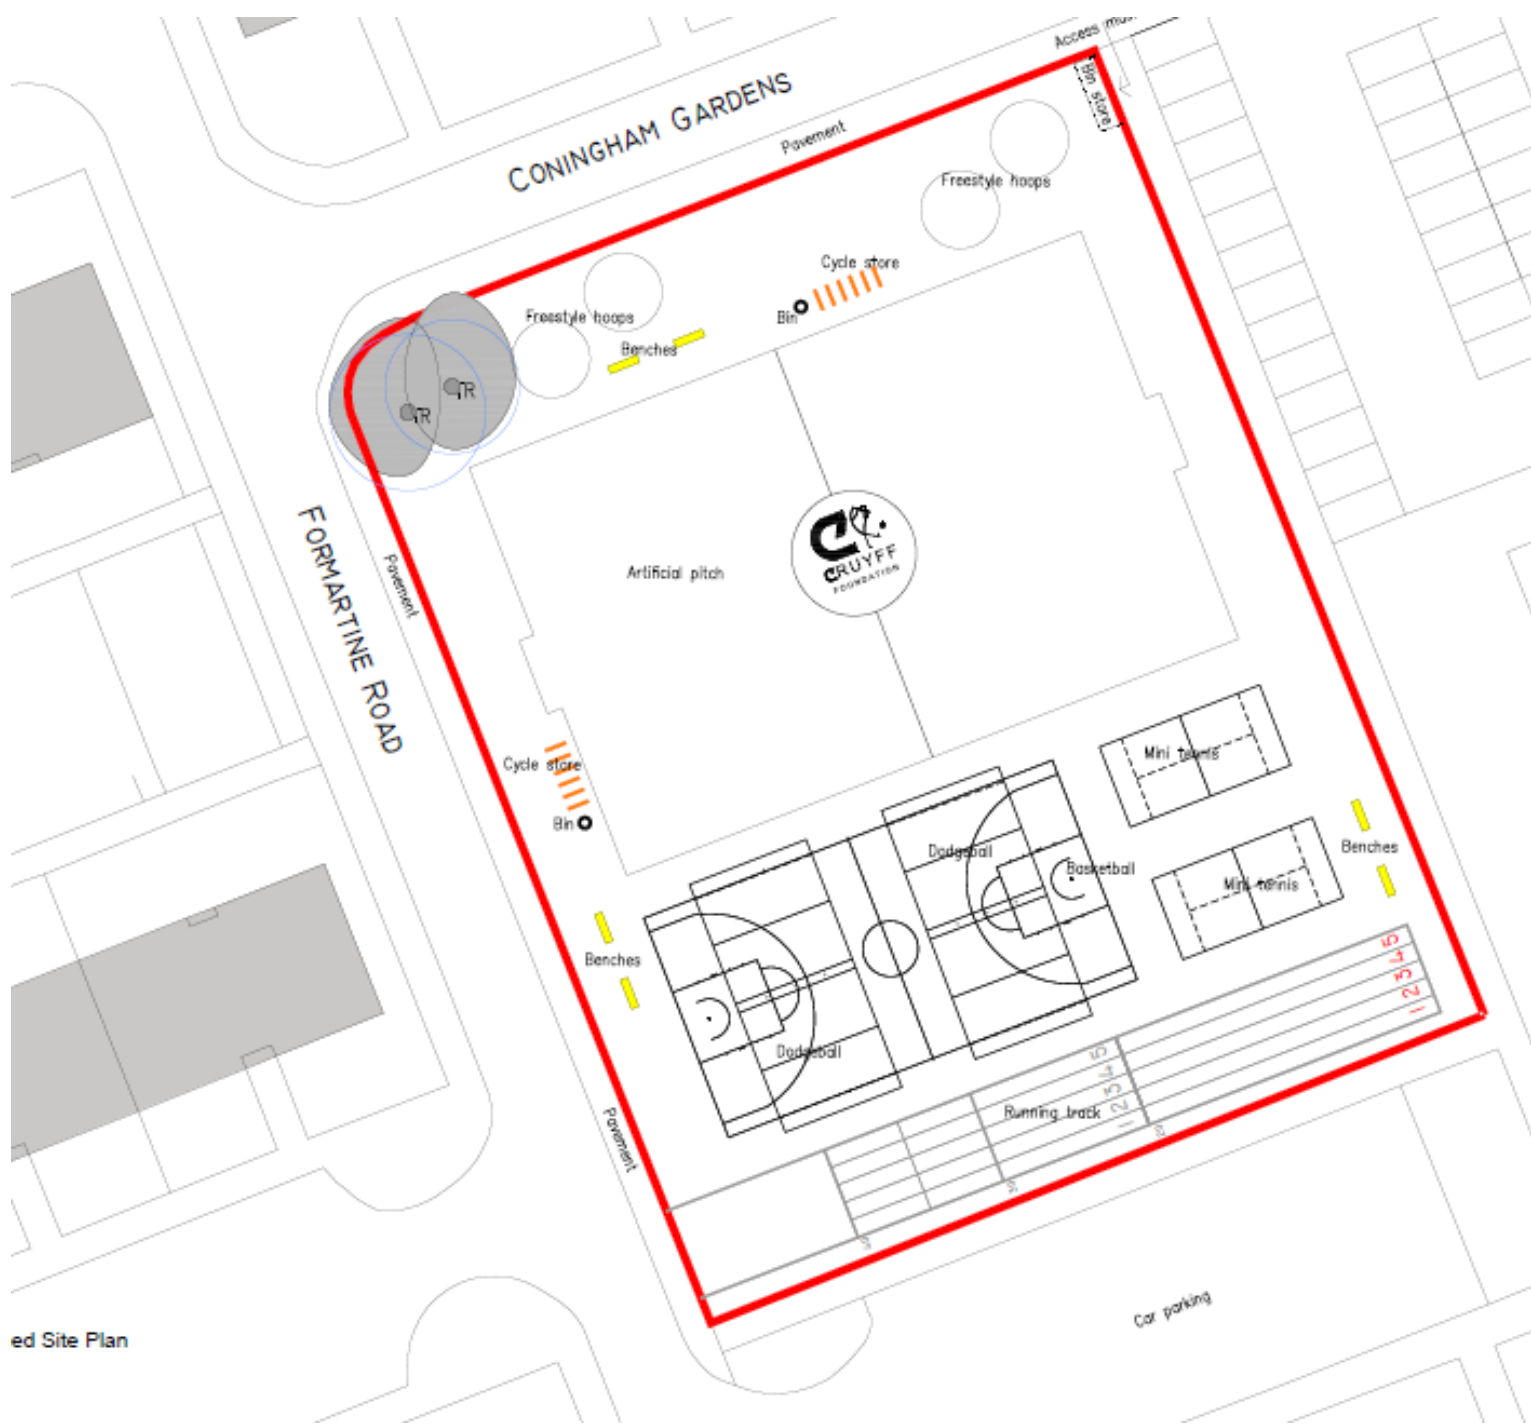 Access
Bin store
CONINGHAM GARDENS
Pavement
Freestyle hoops
Cycle store
Bin
Freestyle hoops
Benches
TR
TR
FORMARTINE ROAD
Pavement
Artificial pitch
CRUYFF
FOUNDATION
Cycle store
Bin
Mini tennis
Mini tennis
Benches
Dodgeball
Basketball
Benches
Dodgeball
1 2 3 4 5
1 2 3 4 5
Running track
Pavement
Car parking
ed Site Plan